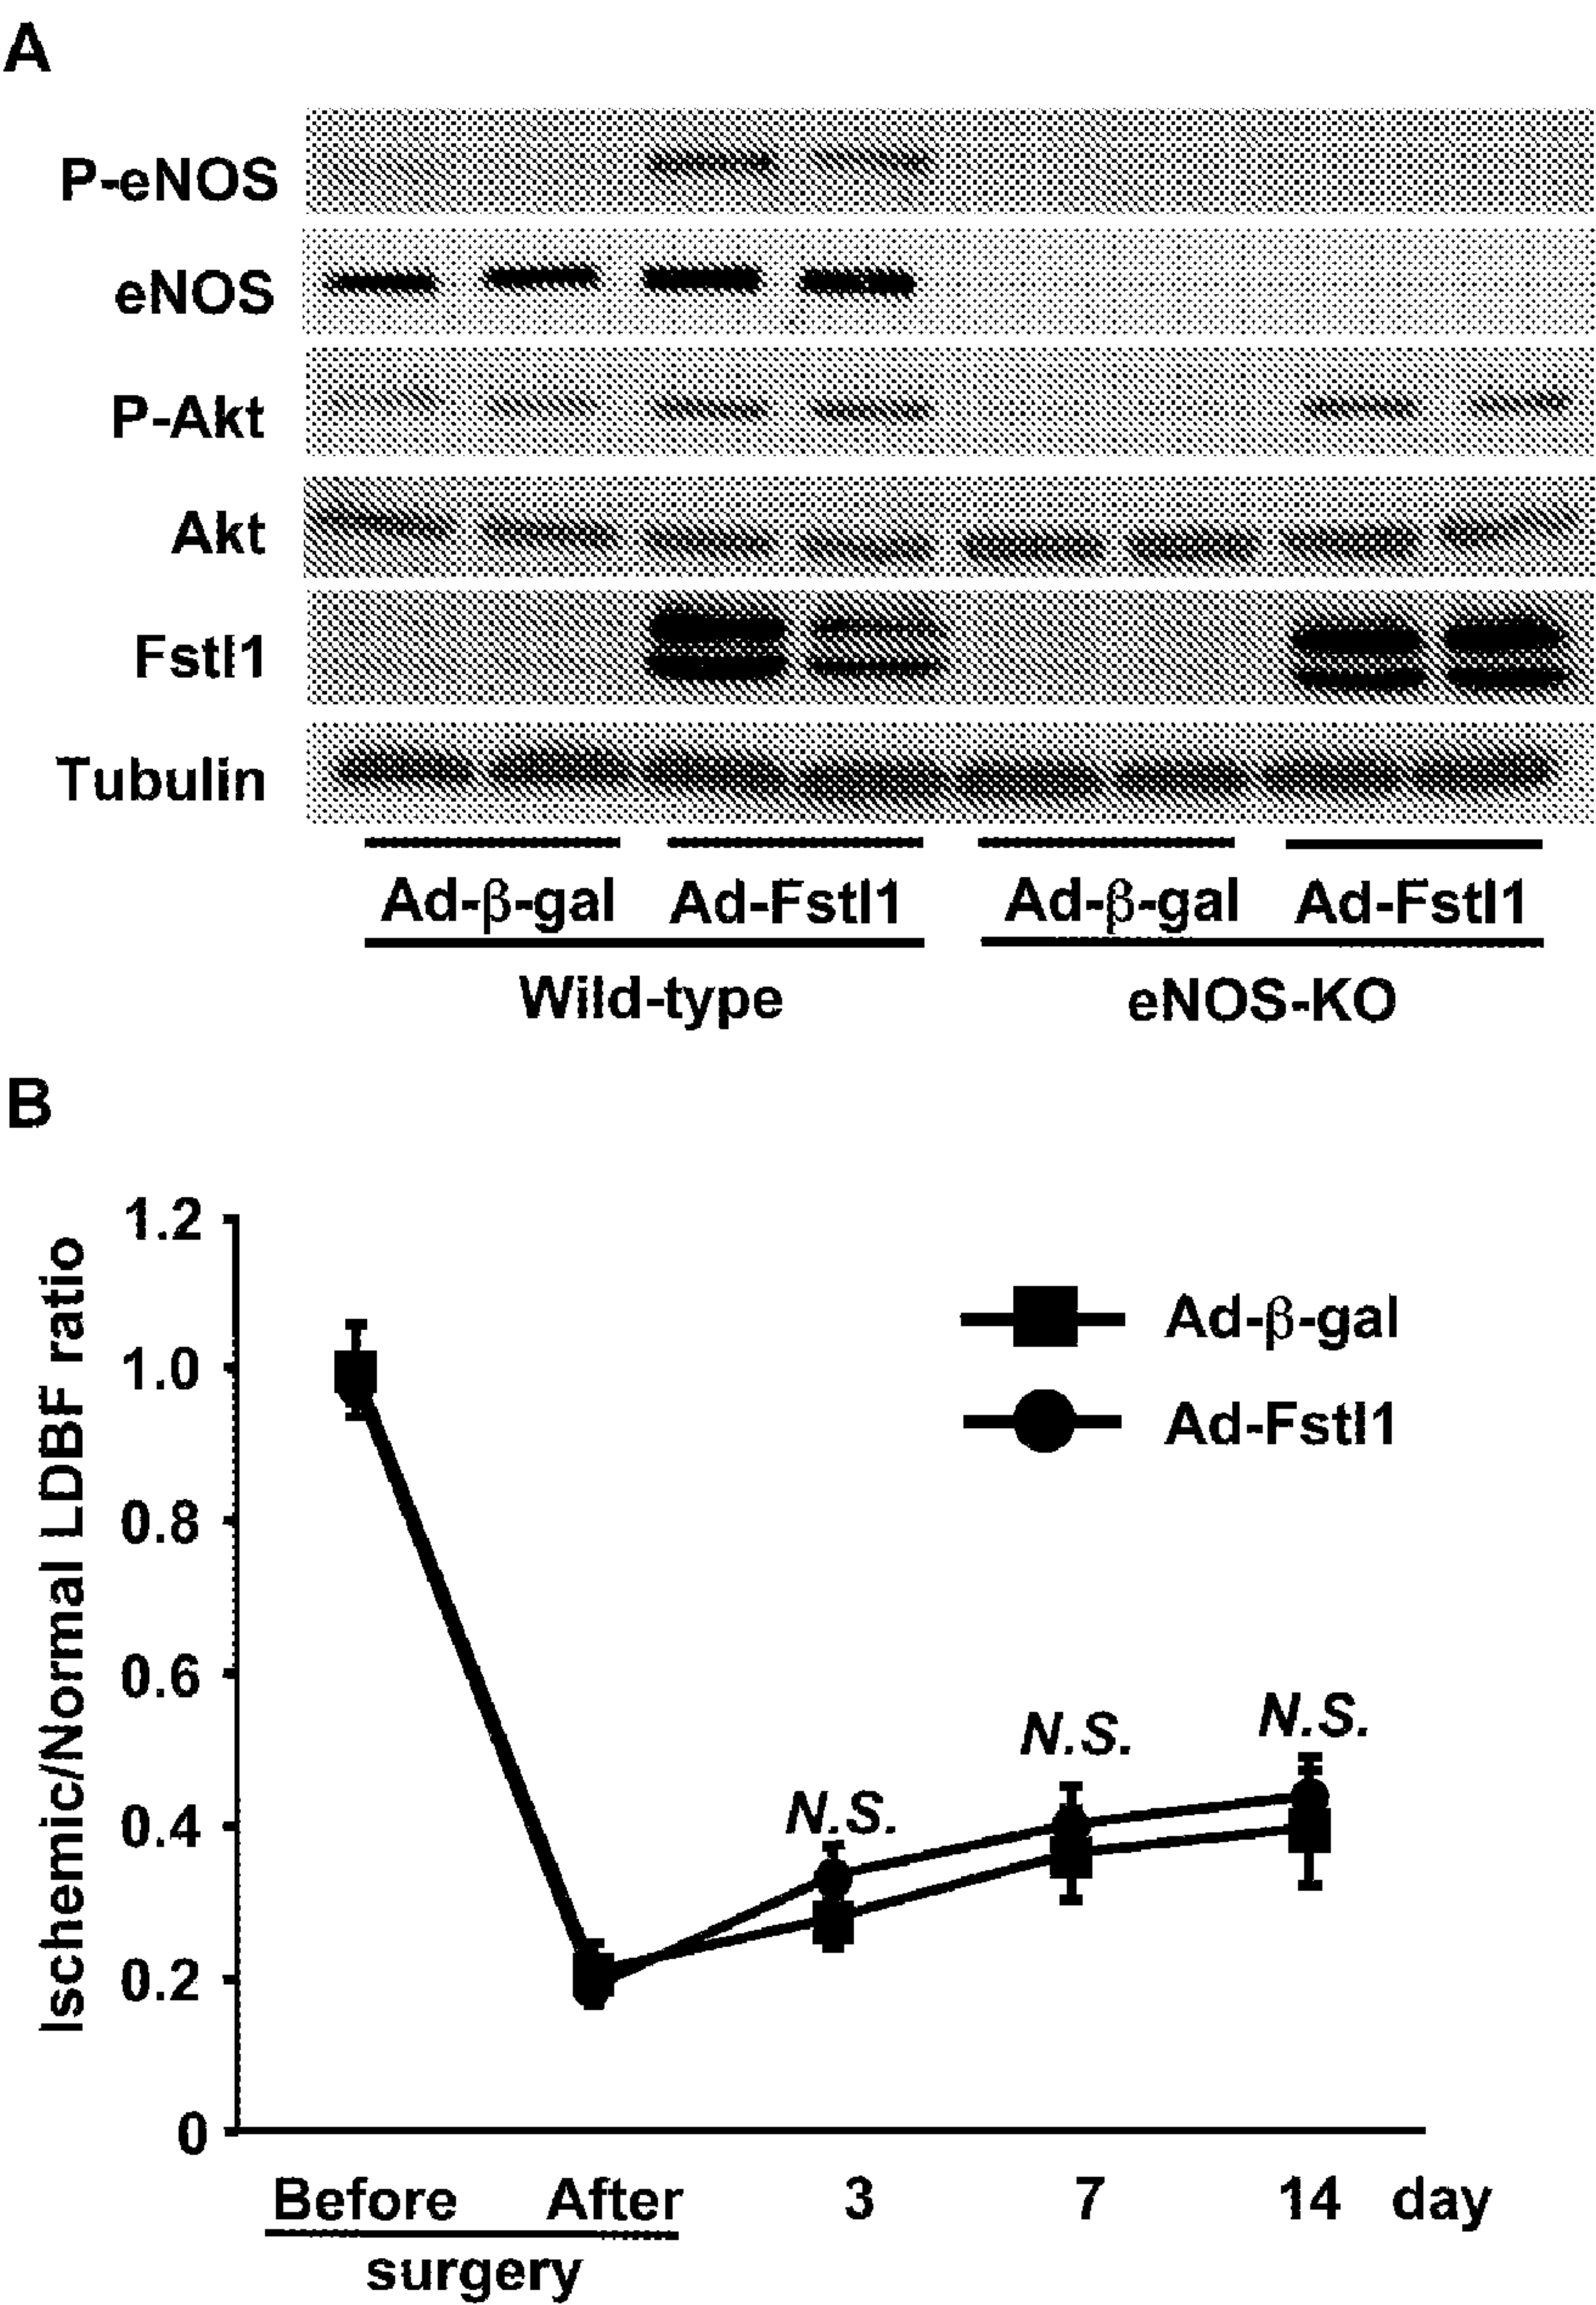 A
P-eNOS
eNOS
P-Akt
Akt
Fstl1
Tubulin
Ad-β-gal Ad-Fstl1 Ad-β-gal Ad-Fstl1
Wild-type eNOS-KO
B
Ischemic/Normal LDBF ratio
1.2
1.0
0.8
0.6
0.4
0.2
0
Ad-β-gal
Ad-Fstl1
N.S. N.S. N.S.
Before After 3 7 14 day
surgery